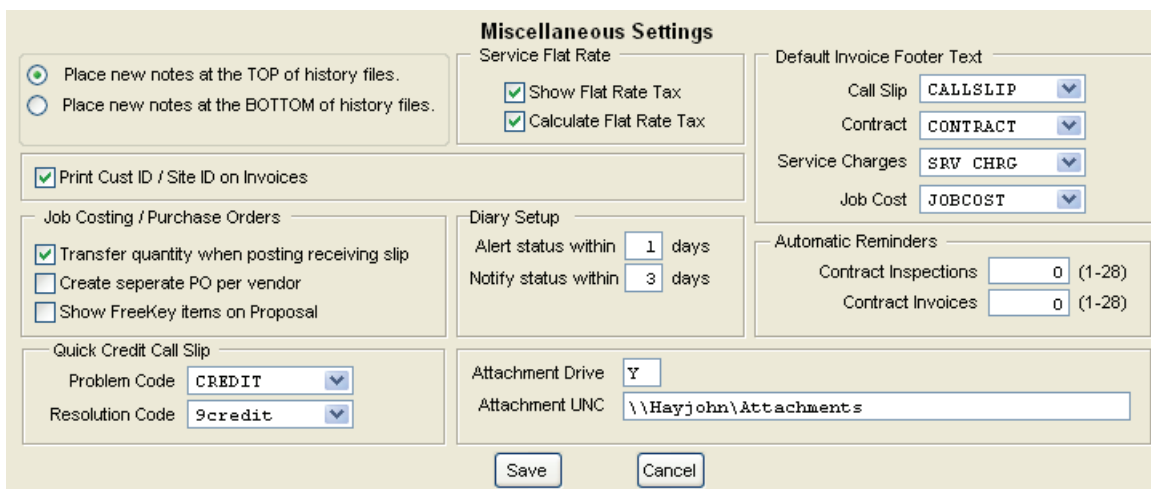 Miscellaneous Settings
Place new notes at the TOP of history files.
Place new notes at the BOTTOM of history files.
Service Flat Rate
Show Flat Rate Tax
Calculate Flat Rate Tax
Default Invoice Footer Text
Call Slip CALLSLIP
Contract CONTRACT
Service Charges SRV CHRG
Job Cost JOBCOST
Print Cust ID / Site ID on Invoices
Job Costing / Purchase Orders
Transfer quantity when posting receiving slip
Create seperate PO per vendor
Show FreeKey items on Proposal
Diary Setup
Alert status within 1 days
Notify status within 3 days
Automatic Reminders
Contract Inspections 0 (1-28)
Contract Invoices 0 (1-28)
Quick Credit Call Slip
Problem Code CREDIT
Resolution Code 9credit
Attachment Drive Y
Attachment UNC \\Hayjohn\Attachments
Save Cancel